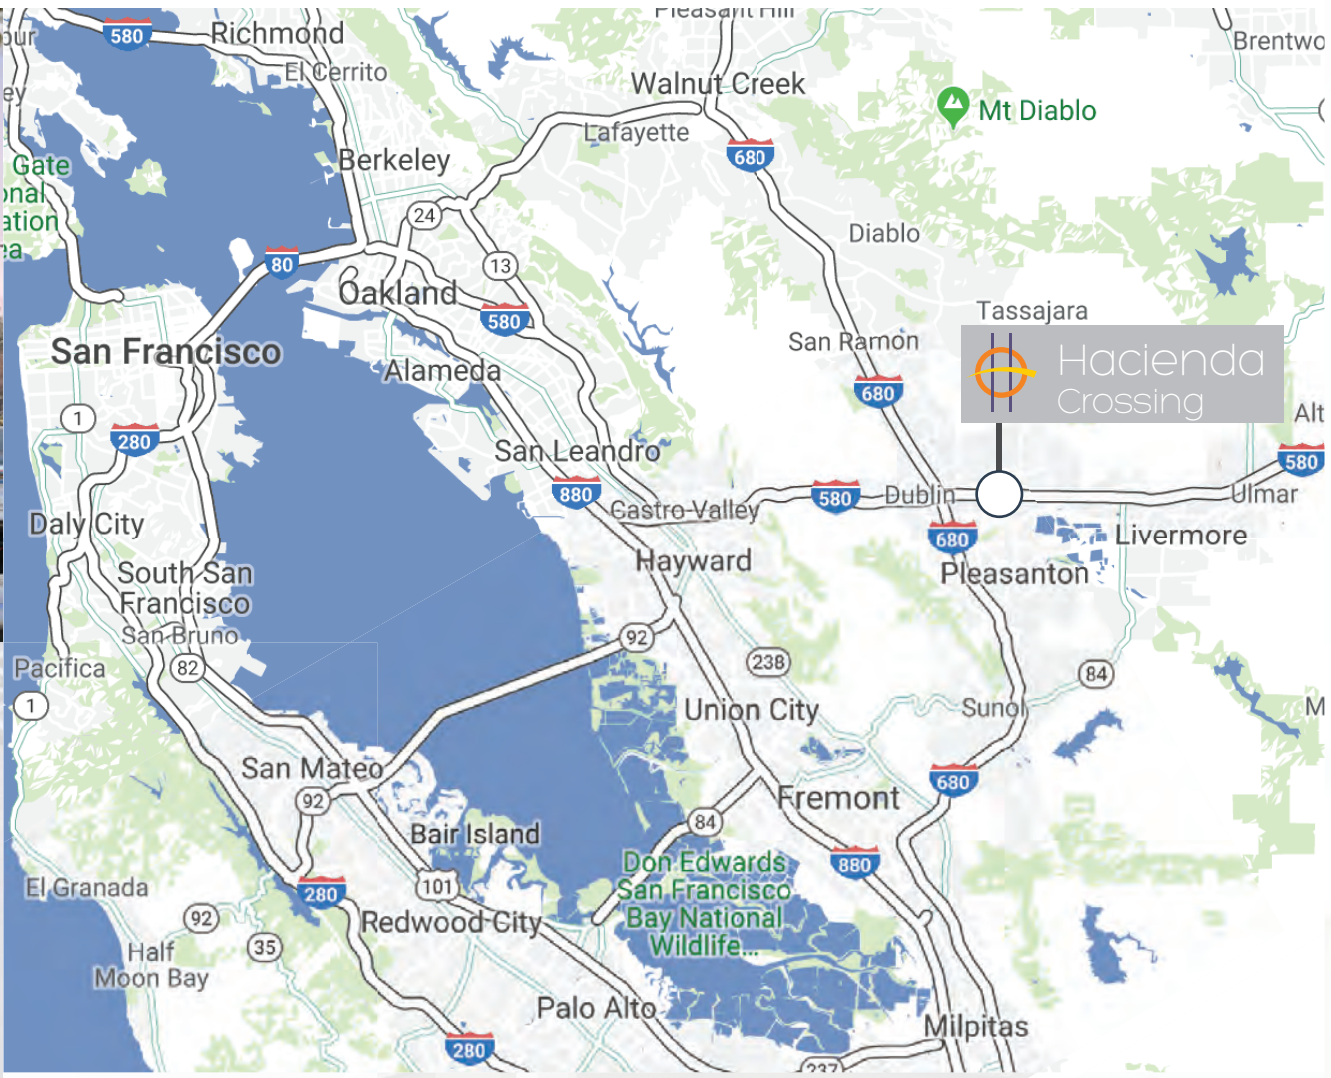 Pleasant Hill
580
Richmond
Brentwo
El Cerrito
Walnut Creek
Mt Diablo
ey
Lafayette
Berkeley
680
Gate
onal
ation
ea
24
Diablo
80
13
Oakland
580
Tassajara
San Ramon
San Francisco
Hacienda
Crossing
Alameda
680
1
Alt
280
San Leandro
580
880
580
Dublin
Ulmar
Castro Valley
Daly City
680
Livermore
Hayward
Pleasanton
South San
Francisco
San Bruno
92
82
238
Pacifica
84
1
Union City
Sunol
M
San Mateo
680
92
Fremont
84
Bair Island
880
Don Edwards
San Francisco
Bay National
Wildlife...
El Granada
280
101
92
Redwood City
35
Half
Moon Bay
Palo Alto
Milpitas
280
237